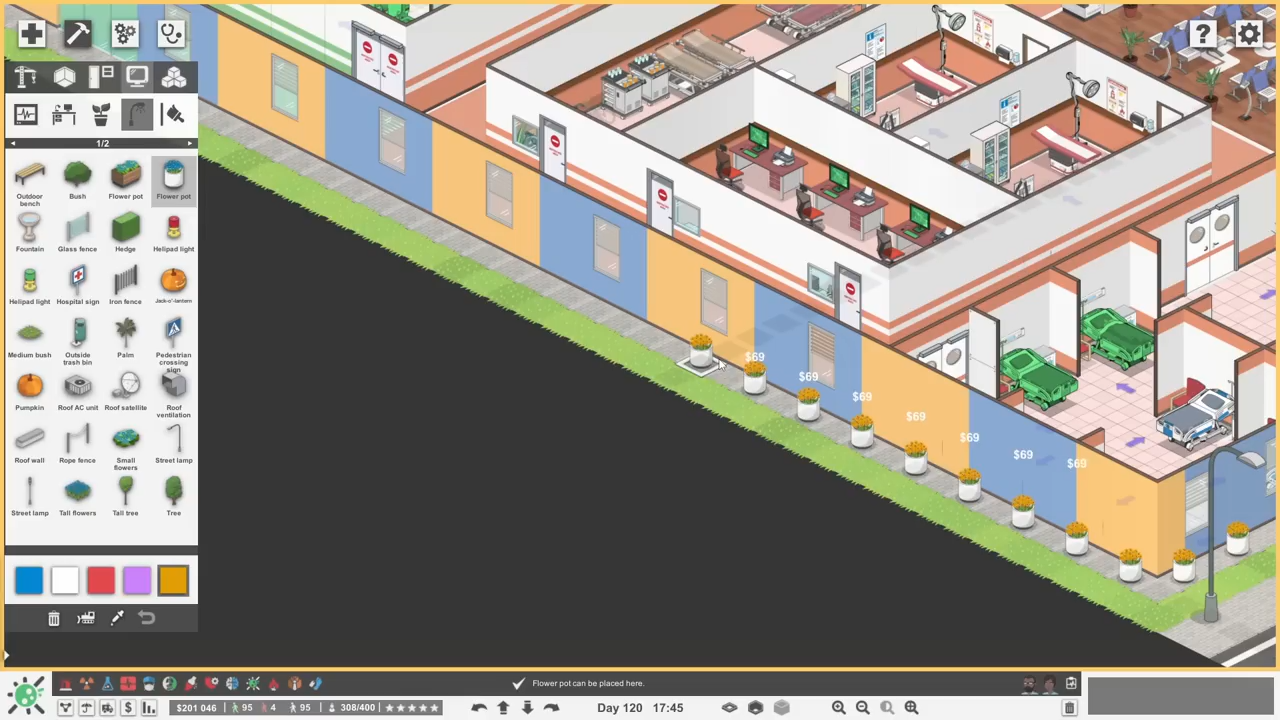 ?
1/2
Outdoor bench
Bush
Flower pot
Flower pot
Fountain
Glass fence
Hedge
Helipad light
Helipad light
Hospital sign
Iron fence
Jack-o'-lantern
Medium bush
Outside trash bin
Palm
Pedestrian crossing sign
Pumpkin
Roof AC unit
Roof satellite
Roof ventilation
Roof wall
Rope fence
Small flowers
Street lamp
Street lamp
Tall flowers
Tall tree
Tree
$69
$69
$69
$69
$69
$69
$69
Flower pot can be placed here.
$201 046
95
4
95
308/400
Day 120
17:45